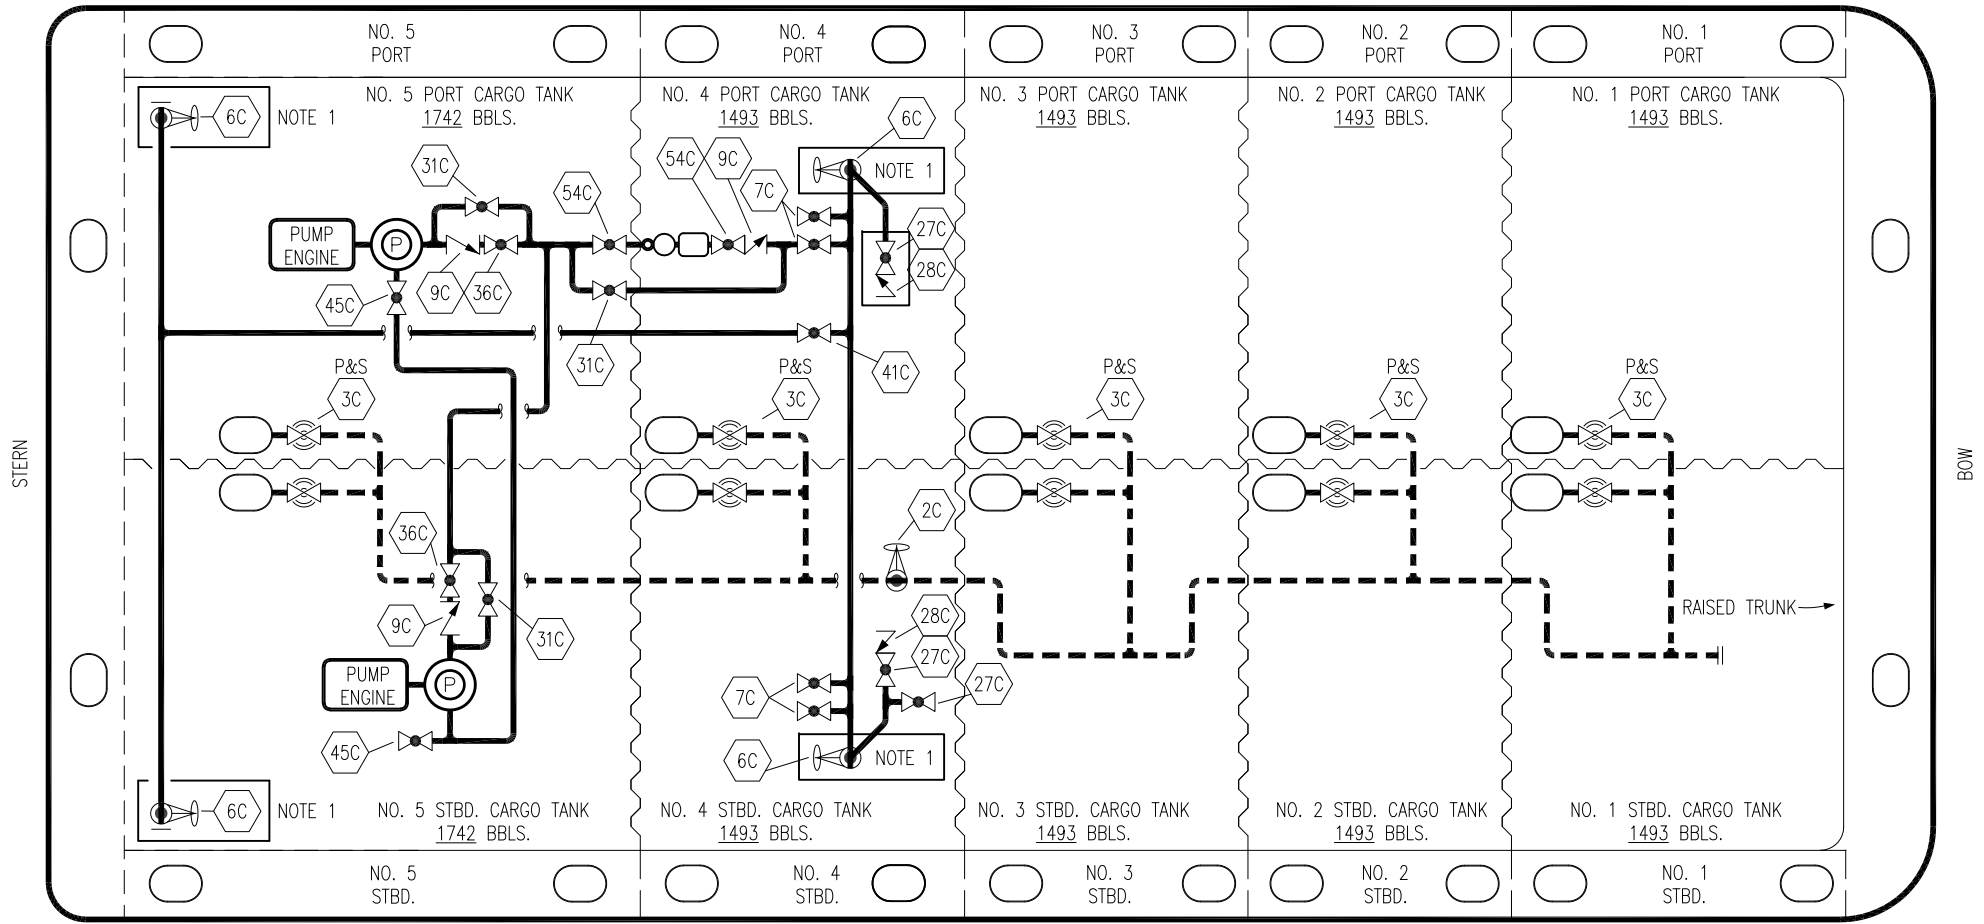 NO. 5
PORT
NO. 4
PORT
NO. 3
PORT
NO. 2
PORT
NO. 1
PORT
NO. 5 PORT CARGO TANK
1742 BBLS.
NO. 4 PORT CARGO TANK
1493 BBLS.
NO. 3 PORT CARGO TANK
1493 BBLS.
NO. 2 PORT CARGO TANK
1493 BBLS.
NO. 1 PORT CARGO TANK
1493 BBLS.
6C
NOTE 1
6C
31C
54C
54C
9C
7C
NOTE 1
PUMP
ENGINE
P
27C
28C
45C
9C
36C
31C
41C
P&S
3C
P&S
3C
P&S
3C
P&S
3C
P&S
3C
STERN
BOW
36C
2C
9C
31C
28C
27C
27C
RAISED TRUNK
PUMP
ENGINE
P
7C
45C
6C
NOTE 1
6C
NOTE 1
NO. 5 STBD. CARGO TANK
1742 BBLS.
NO. 4 STBD. CARGO TANK
1493 BBLS.
NO. 3 STBD. CARGO TANK
1493 BBLS.
NO. 2 STBD. CARGO TANK
1493 BBLS.
NO. 1 STBD. CARGO TANK
1493 BBLS.
NO. 5
STBD.
NO. 4
STBD.
NO. 3
STBD.
NO. 2
STBD.
NO. 1
STBD.